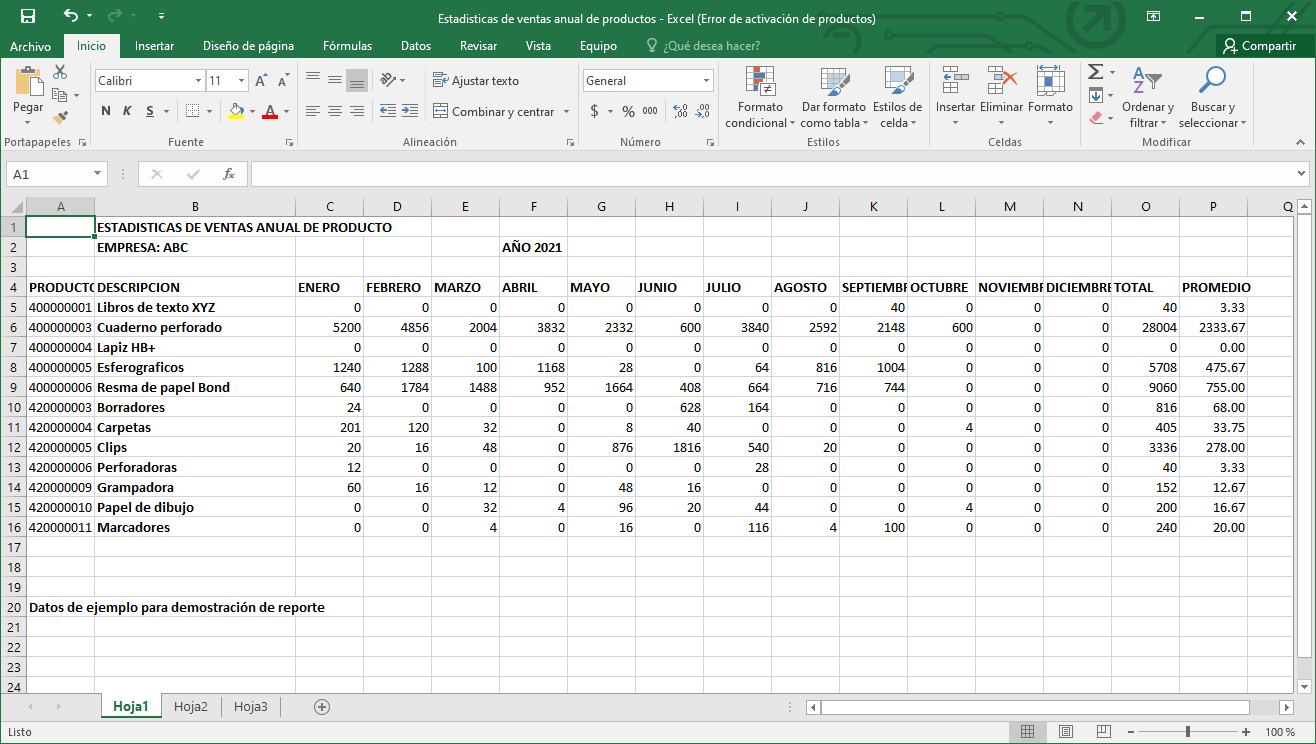 Estadisticas de ventas anual de productos - Excel (Error de activación de productos)
Archivo Inicio Insertar Diseño de página Fórmulas Datos Revisar Vista Equipo ¿Qué desea hacer? Compartir
Calibri 11 Ajustar texto General
Pegar N K S Combinar y centrar $ % 000 Formato condicional Dar formato como tabla Estilos de celda Insertar Eliminar Formato Ordenar y filtrar Buscar y seleccionar
Portapapeles Fuente Alineación Número Estilos Celdas Modificar
A1 fx
A B C D E F G H I J K L M N O P Q
1 ESTADISTICAS DE VENTAS ANUAL DE PRODUCTO
2 EMPRESA: ABC AÑO 2021
3
4 PRODUCTO DESCRIPCION ENERO FEBRERO MARZO ABRIL MAYO JUNIO JULIO AGOSTO SEPTIEMBR OCTUBRE NOVIEMBR DICIEMBRE TOTAL PROMEDIO
5 400000001 Libros de texto XYZ 0 0 0 0 0 0 0 0 40 0 0 0 40 3.33
6 400000003 Cuaderno perforado 5200 4856 2004 3832 2332 600 3840 2592 2148 600 0 0 28004 2333.67
7 400000004 Lapiz HB+ 0 0 0 0 0 0 0 0 0 0 0 0 0 0.00
8 400000005 Esferograficos 1240 1288 100 1168 28 0 64 816 1004 0 0 0 5708 475.67
9 400000006 Resma de papel Bond 640 1784 1488 952 1664 408 664 716 744 0 0 0 9060 755.00
10 420000003 Borradores 24 0 0 0 0 628 164 0 0 0 0 0 816 68.00
11 420000004 Carpetas 201 120 32 0 8 40 0 0 0 4 0 0 405 33.75
12 420000005 Clips 20 16 48 0 876 1816 540 20 0 0 0 0 3336 278.00
13 420000006 Perforadoras 12 0 0 0 0 0 28 0 0 0 0 0 40 3.33
14 420000009 Grampadora 60 16 12 0 48 16 0 0 0 0 0 0 152 12.67
15 420000010 Papel de dibujo 0 0 32 4 96 20 44 0 0 4 0 0 200 16.67
16 420000011 Marcadores 0 0 4 0 16 0 116 4 100 0 0 0 240 20.00
17
18
19
20 Datos de ejemplo para demostración de reporte
21
22
23
24
Hoja1 Hoja2 Hoja3
Listo 100 %